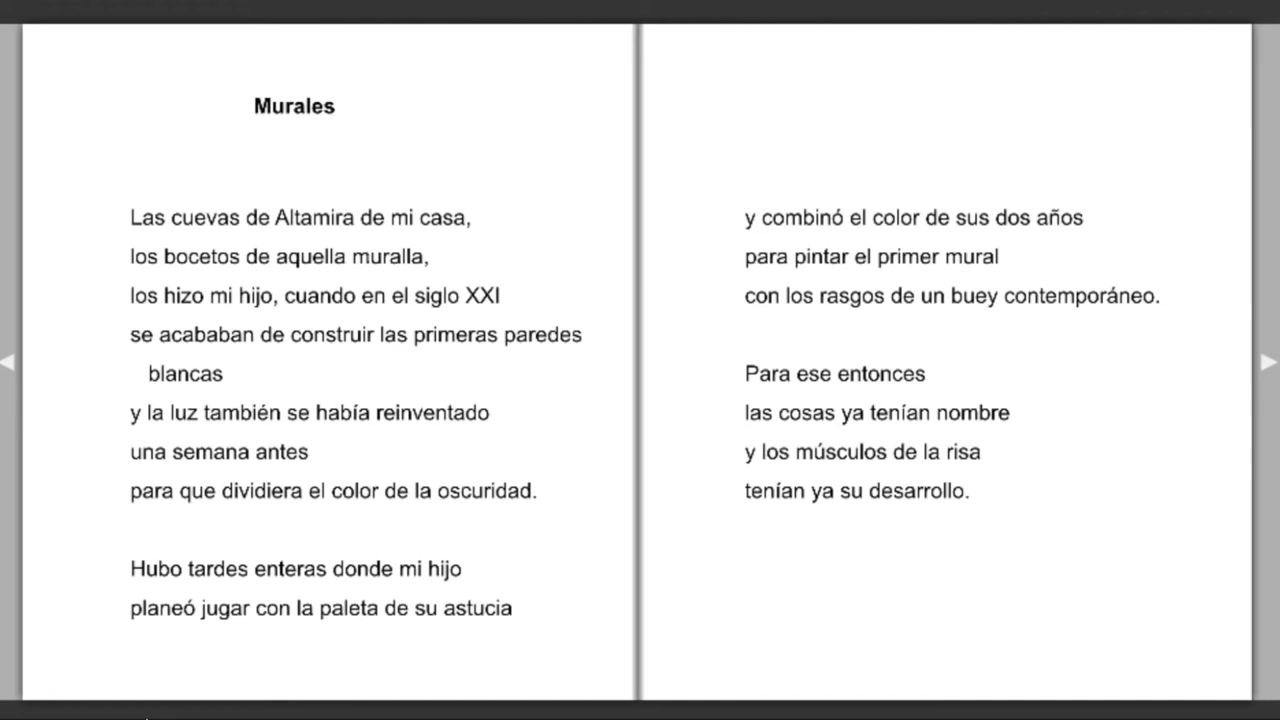 Murales
Las cuevas de Altamira de mi casa,
los bocetos de aquella muralla,
los hizo mi hijo, cuando en el siglo XXI
se acababan de construir las primeras paredes
blancas
y la luz también se había reinventado
una semana antes
para que dividiera el color de la oscuridad.
Hubo tardes enteras donde mi hijo
planeó jugar con la paleta de su astucia
y combinó el color de sus dos años
para pintar el primer mural
con los rasgos de un buey contemporáneo.
Para ese entonces
las cosas ya tenían nombre
y los músculos de la risa
tenían ya su desarrollo.